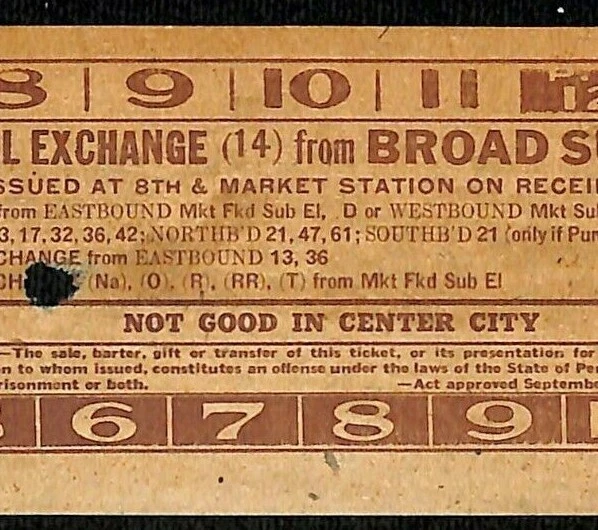 8 | 9 | 10 | 11 12
L EXCHANGE (14) from BROAD S
SSUED AT 8TH & MARKET STATION ON RECEI
from EASTBOUND Mkt Fkd Sub El, D or WESTBOUND Mkt Su
3, 17, 32, 36, 42; NORTHB'D 21, 47, 61; SOUTHB'D 21 (only if Pur
CHANGE from EASTBOUND 13, 36
CH (Na), (O), (R), (RR), (T) from Mkt Fkd Sub El
NOT GOOD IN CENTER CITY
—The sale, barter, gift or transfer of this ticket, or its presentation for
n to whom issued, constitutes an offense under the laws of the State of Pe
risonment or both. —Act approved Septembe
6 7 8 9